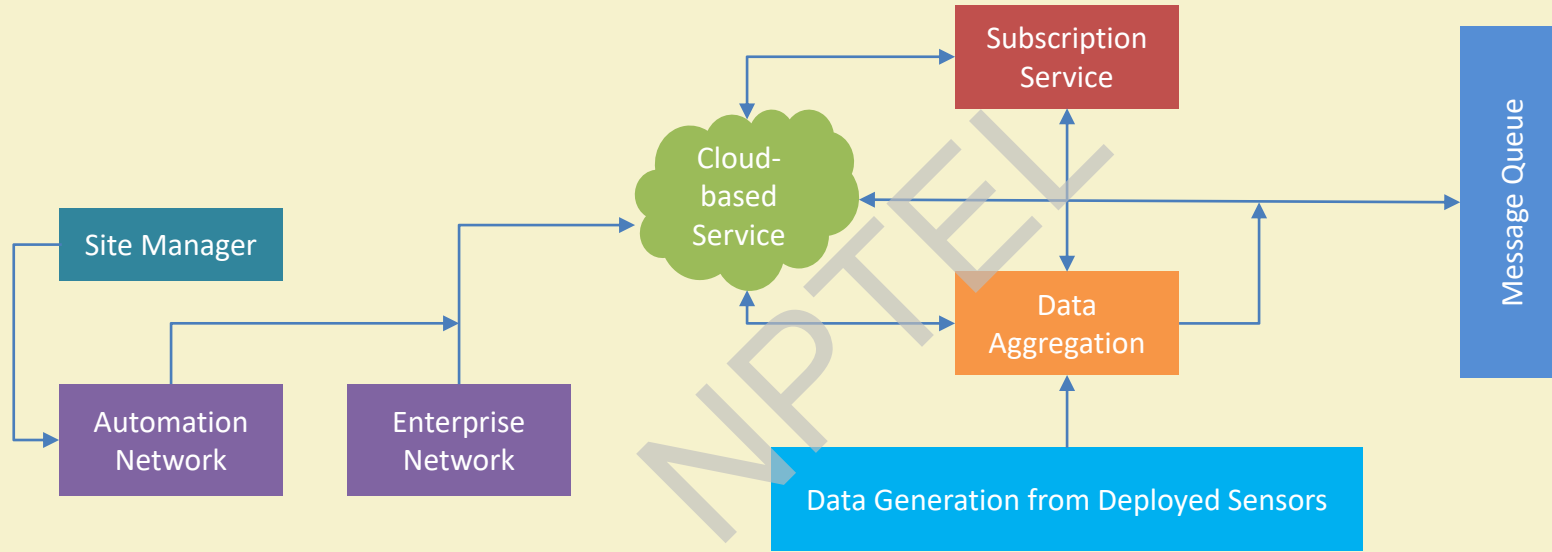 Subscription
Service
Cloud-
based
Service
Message Queue
Site Manager
Data
Aggregation
Automation
Network
Enterprise
Network
Data Generation from Deployed Sensors
NPTEL